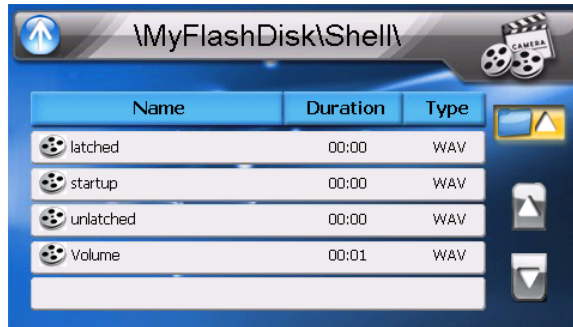 \MyFlashDisk\Shell\
CAMERA
Name Duration Type
latched 00:00 WAV
startup 00:00 WAV
unlatched 00:00 WAV
Volume 00:01 WAV